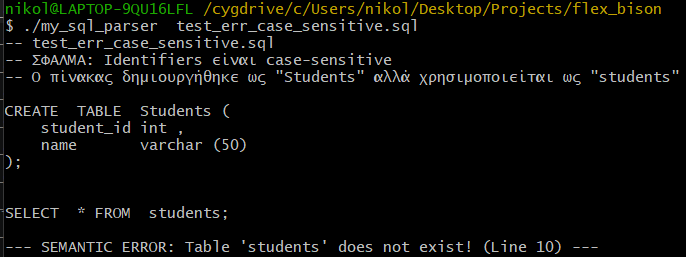 nikol@LAPTOP-9QU16LFL /cygdrive/c/Users/nikol/Desktop/Projects/flex_bison
$ ./my_sql_parser  test_err_case_sensitive.sql
-- test_err_case_sensitive.sql
-- ΣΦΑΛΜΑ: Identifiers είναι case-sensitive
-- Ο πίνακας δημιουργήθηκε ως "Students" αλλά χρησιμοποιείται ως "students"
CREATE  TABLE  Students (
    student_id int ,
    name       varchar (50)
);
SELECT  * FROM  students;
--- SEMANTIC ERROR: Table 'students' does not exist! (Line 10) ---